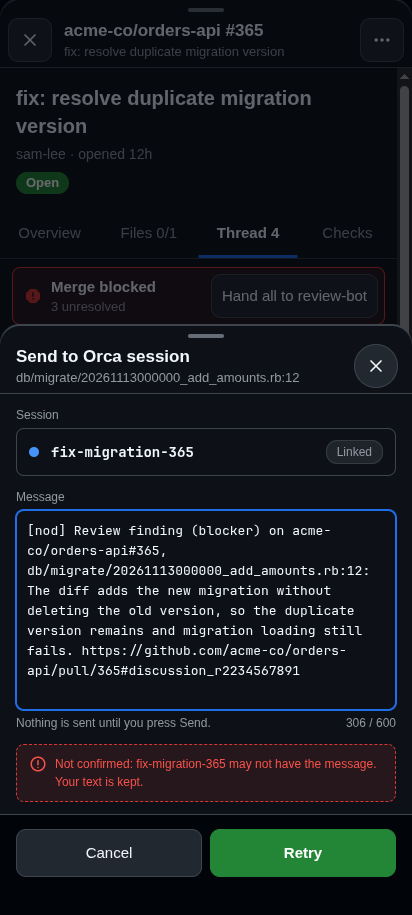 acme-co/orders-api #365
fix: resolve duplicate migration version
fix: resolve duplicate migration
version
sam-lee · opened 12h
Open
Overview Files 0/1 Thread 4 Checks
Merge blocked
3 unresolved
Hand all to review-bot
Send to Orca session
db/migrate/20261113000000_add_amounts.rb:12
Session
fix-migration-365
Linked
Message
[nod] Review finding (blocker) on acme-
co/orders-api#365,
db/migrate/20261113000000_add_amounts.rb:12:
The diff adds the new migration without
deleting the old version, so the duplicate
version remains and migration loading still
fails. https://github.com/acme-co/orders-
api/pull/365#discussion_r2234567891
Nothing is sent until you press Send. 306 / 600
Not confirmed: fix-migration-365 may not have the message.
Your text is kept.
Cancel Retry